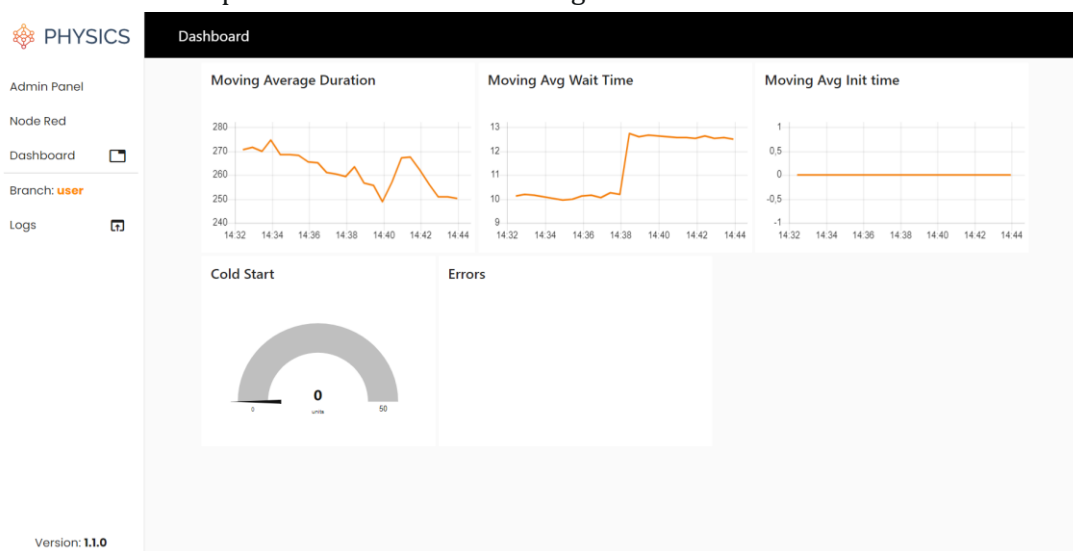 PHYSICS
Dashboard
Admin Panel
Node Red
Dashboard
Branch: user
Logs
Version: 1.1.0
Moving Average Duration
280
270
260
250
240
14:32 14:34 14:36 14:38 14:40 14:42 14:44
Moving Avg Wait Time
13
12
11
10
9
14:32 14:34 14:36 14:38 14:40 14:42 14:44
Moving Avg Init time
1
0,5
0
-0,5
-1
14:32 14:34 14:36 14:38 14:40 14:42 14:44
Cold Start
0
units
0 50
Errors